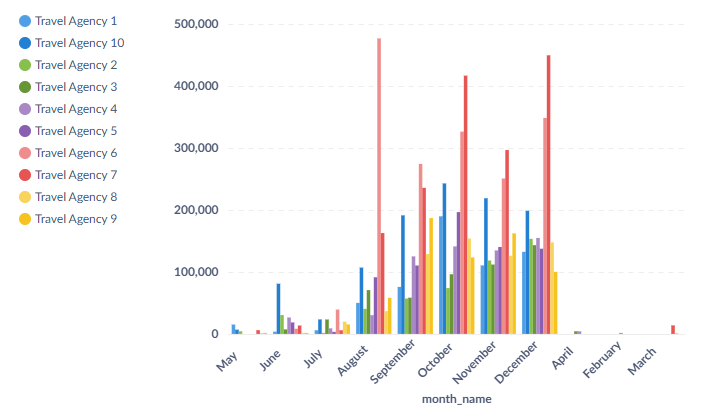 Travel Agency 1
Travel Agency 10
Travel Agency 2
Travel Agency 3
Travel Agency 4
Travel Agency 5
Travel Agency 6
Travel Agency 7
Travel Agency 8
Travel Agency 9
500,000
400,000
300,000
200,000
100,000
0
May
June
July
August
September
October
November
December
April
February
March
month_name